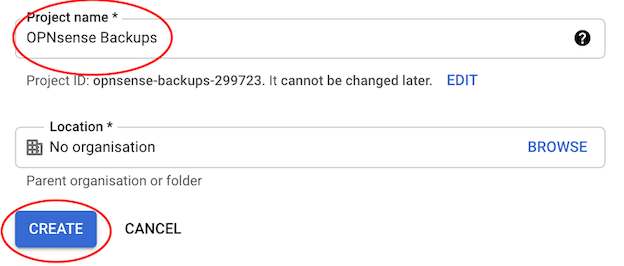 Project name *
OPNsense Backups
Project ID: opnsense-backups-299723. It cannot be changed later. EDIT
Location *
No organisation BROWSE
Parent organisation or folder
CREATE CANCEL